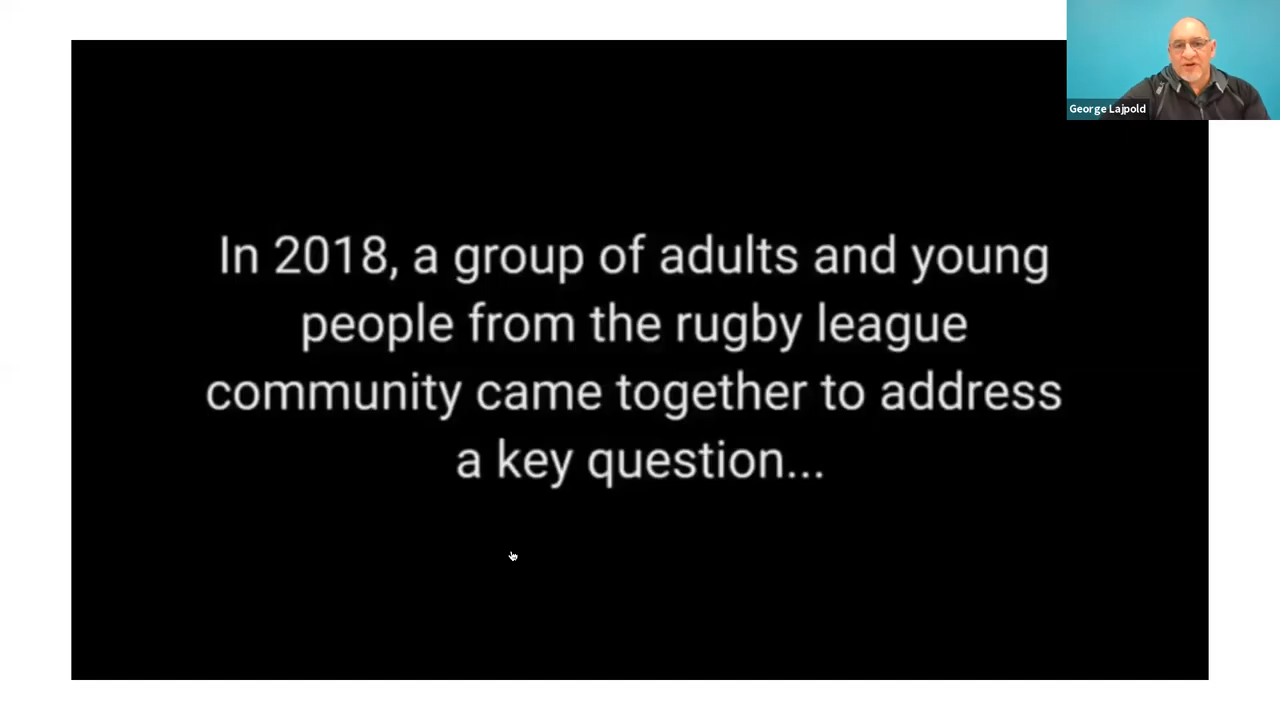 George Lajpold
In 2018, a group of adults and young
people from the rugby league
community came together to address
a key question...